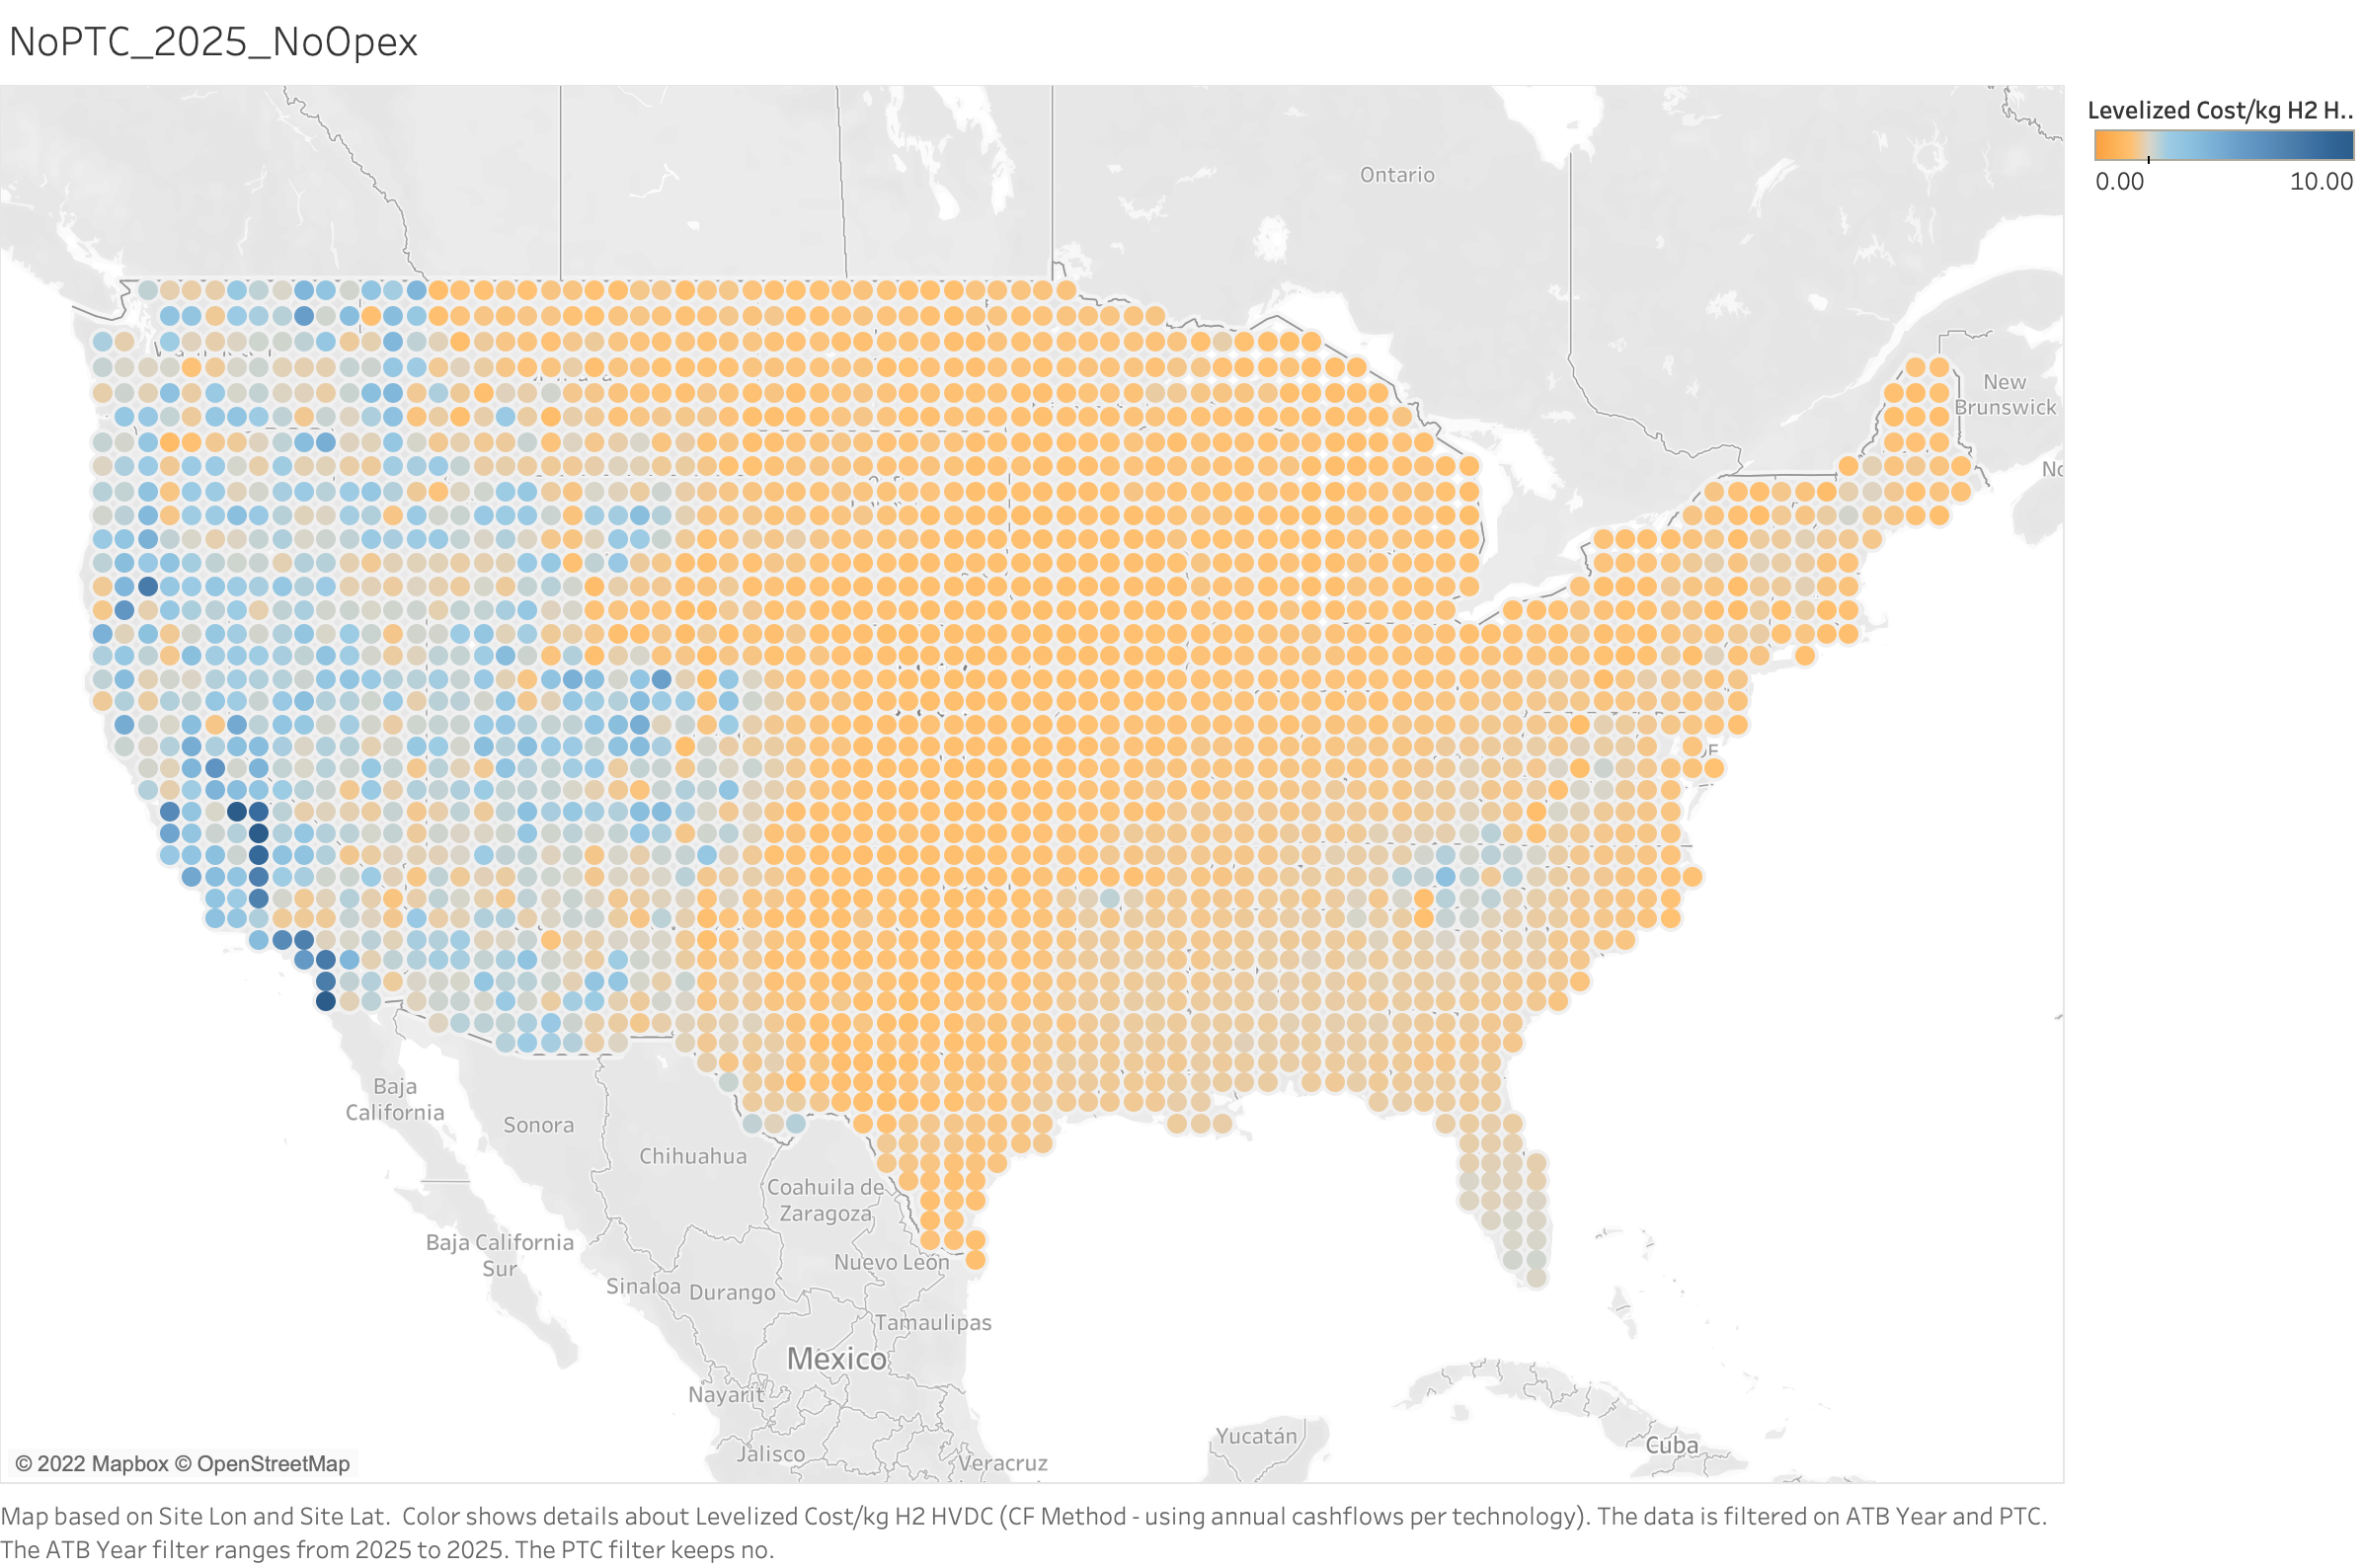 NoPTC_2025_NoOpex
Levelized Cost/kg H2 H..
0.00
10.00
Ontario
New
Brunswick
Baja
California
Sonora
Chihuahua
Coahuila de
Zaragoza
Baja California
Sur
Nuevo León
Sinaloa
Durango
Tamaulipas
Mexico
Nayarit
Jalisco
Veracruz
Yucatán
Cuba
© 2022 Mapbox © OpenStreetMap
Map based on Site Lon and Site Lat.  Color shows details about Levelized Cost/kg H2 HVDC (CF Method - using annual cashflows per technology). The data is filtered on ATB Year and PTC.
The ATB Year filter ranges from 2025 to 2025. The PTC filter keeps no.